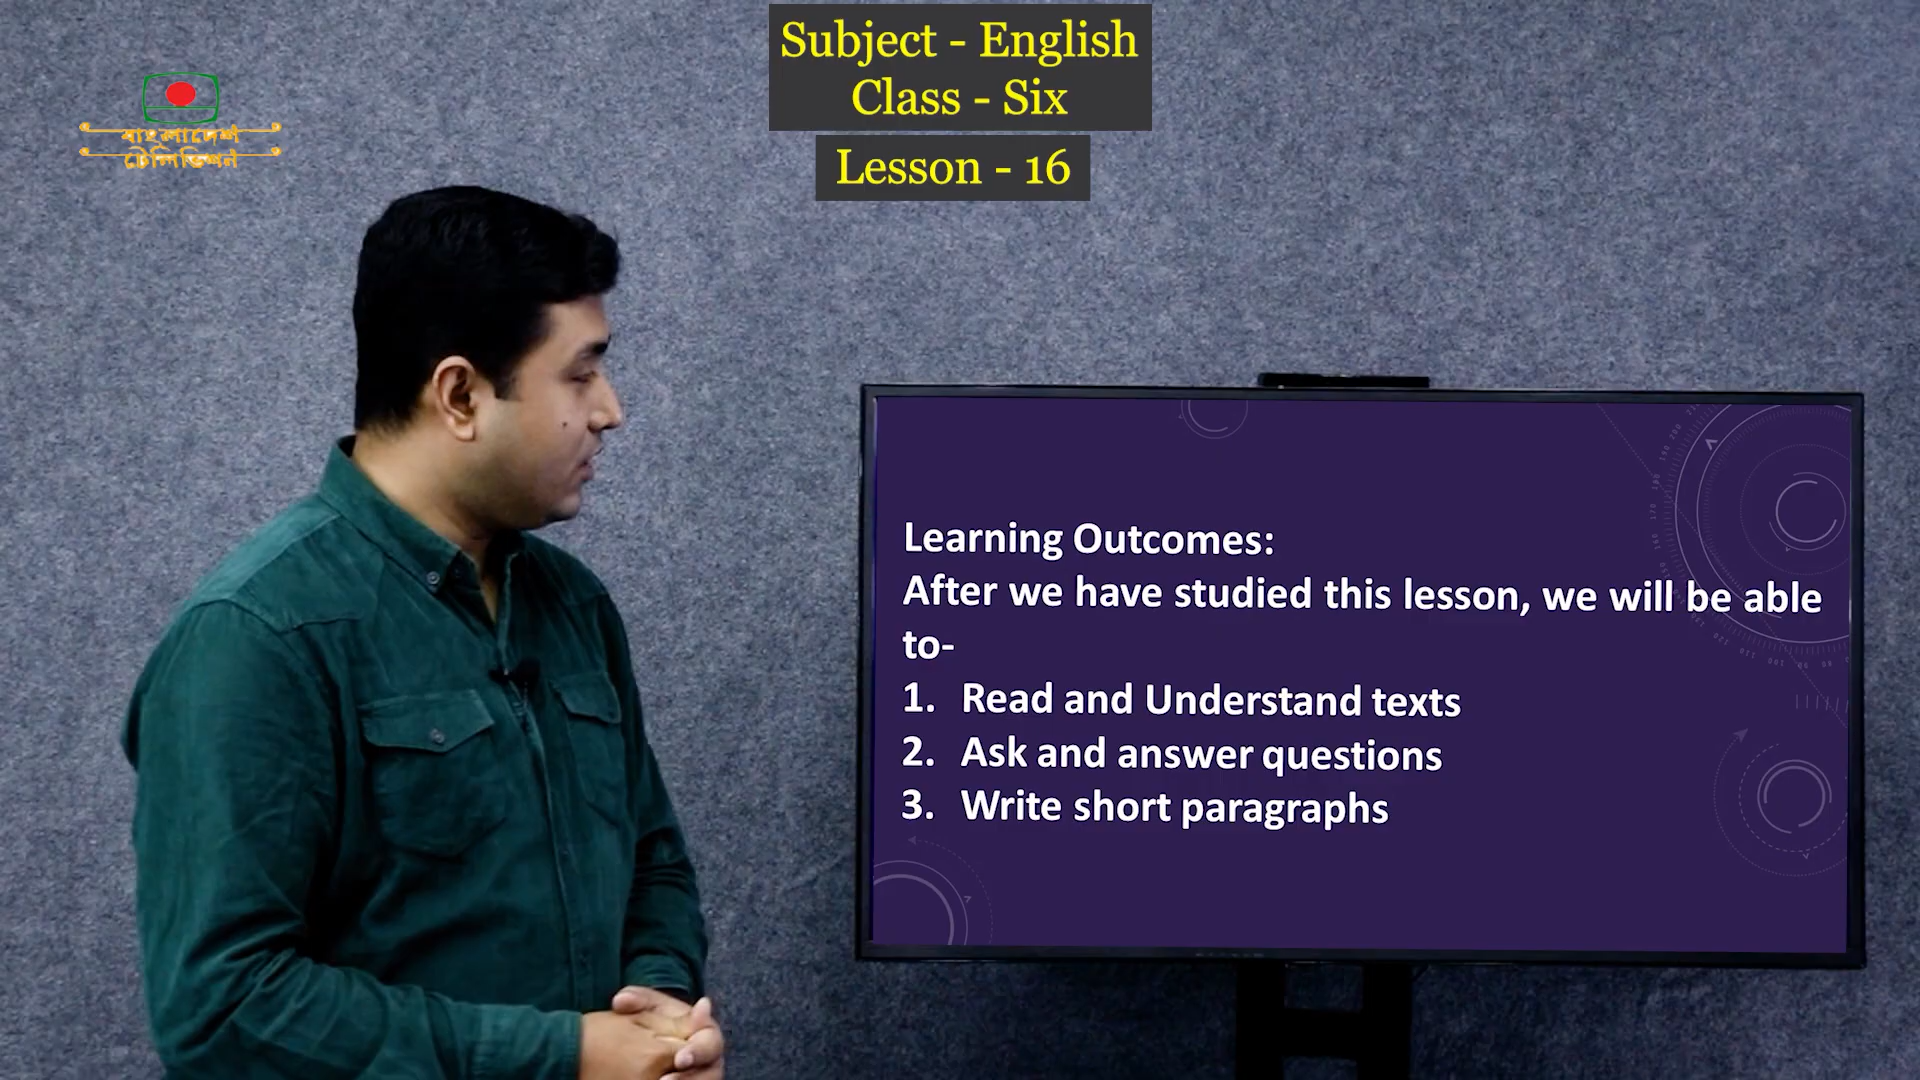 Subject - English
Class - Six
Lesson - 16
বাংলাদেশ
টেলিভিশন
Learning Outcomes:
After we have studied this lesson, we will be able
to-
1. Read and Understand texts
2. Ask and answer questions
3. Write short paragraphs